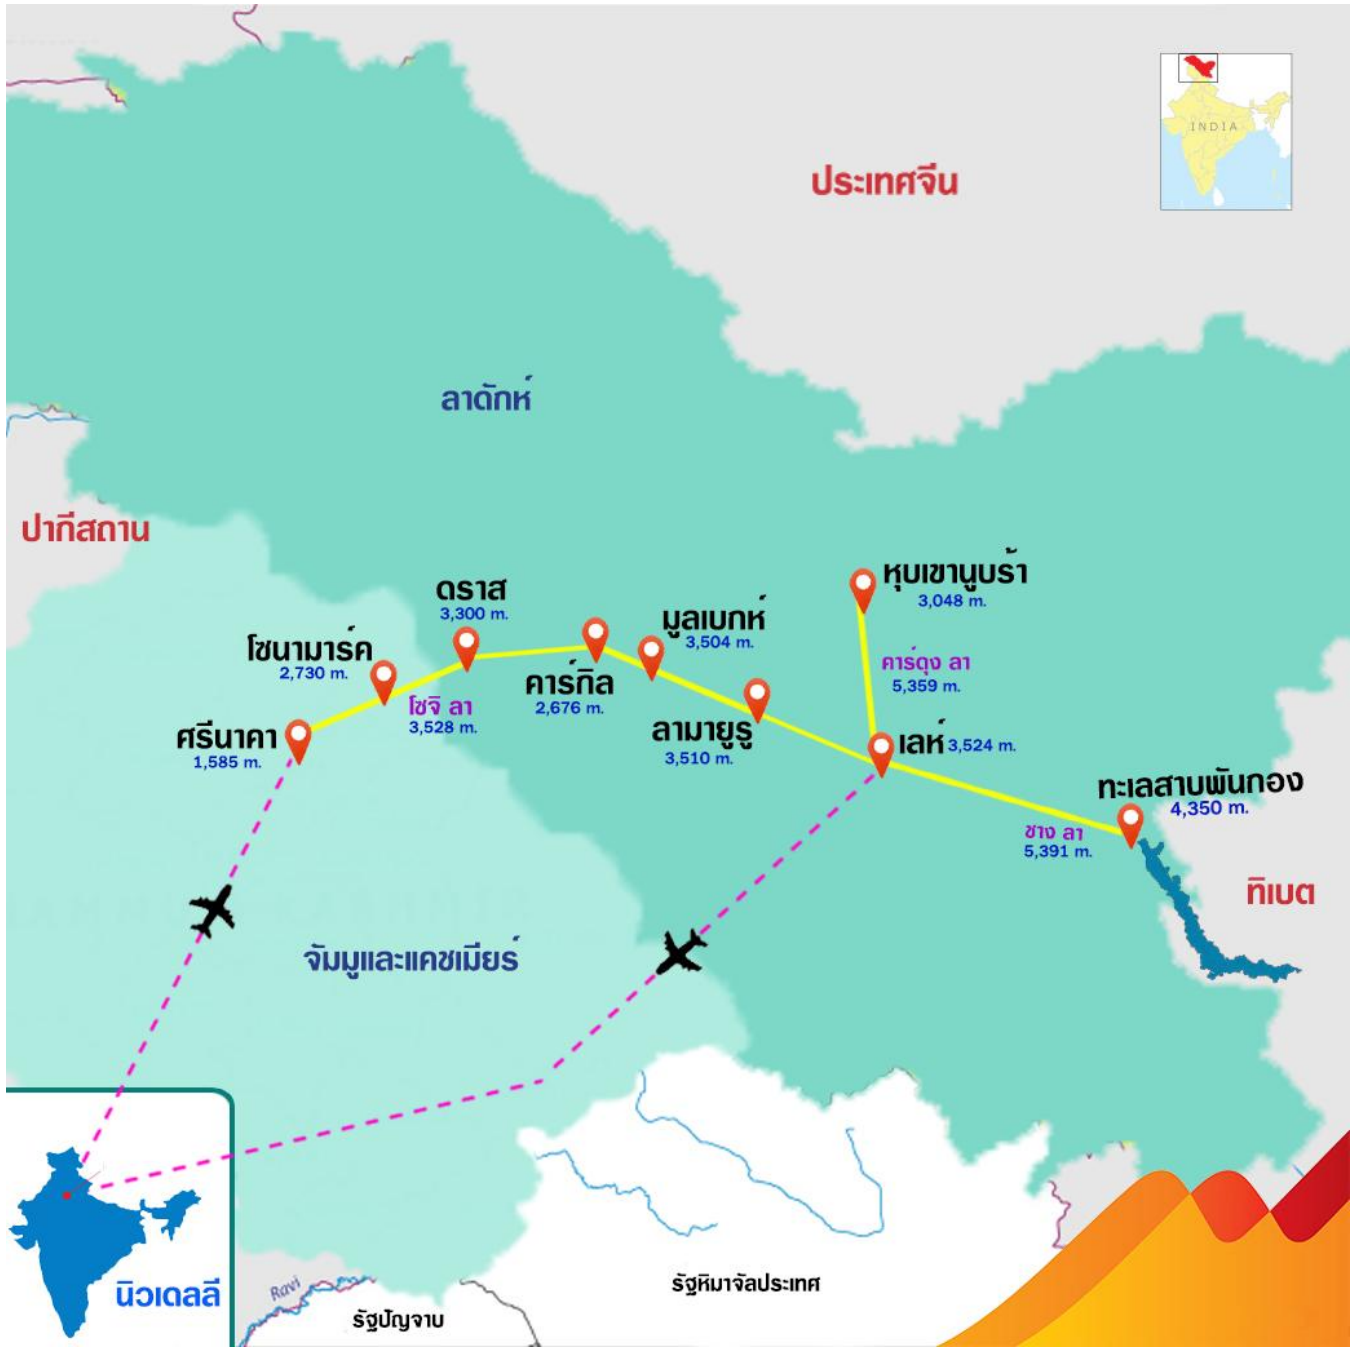 INDIA
ประเทศจีน
ลาดักห์
ปากีสถาน
ดราส
3,300 m.
หุบเขานูบร้า
3,048 m.
มูลเบกห์
3,504 m.
โซนามาร์ค
2,730 m.
คาร์ดุง ลา
5,359 m.
คาร์กิล
2,676 m.
โซจิ ลา
3,528 m.
ศรีนาคา
1,585 m.
ลามายูรู
3,510 m.
เลห์ 3,524 m.
ทะเลสาบพันกอง
4,350 m.
ชาง ลา
5,391 m.
ทิเบต
จัมมูและแคชเมียร์
นิวเดลลี
Ravi
รัฐหิมาจัลประเทศ
รัฐปัญจาบ